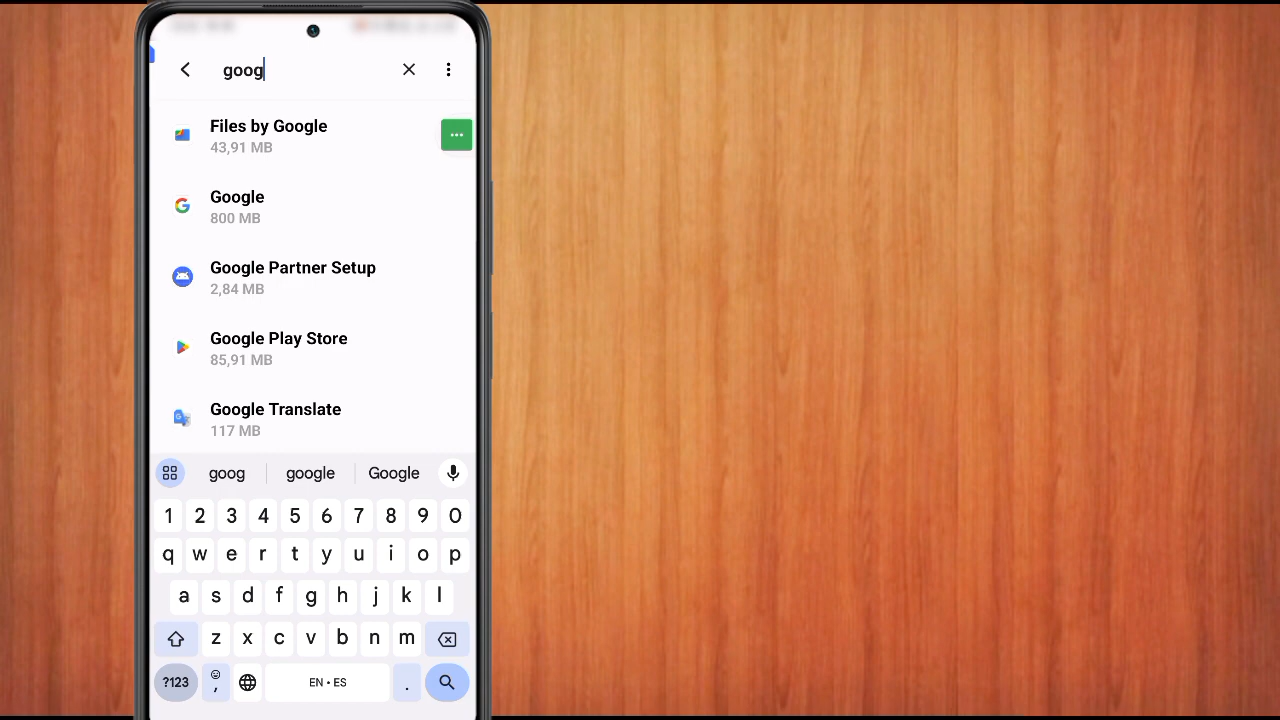 goog
Files by Google
43,91 MB
Google
800 MB
Google Partner Setup
2,84 MB
Google Play Store
85,91 MB
Google Translate
117 MB
goog google Google
1 2 3 4 5 6 7 8 9 0
q w e r t y u i o p
a s d f g h j k l
z x c v b n m
?123 , EN • ES .